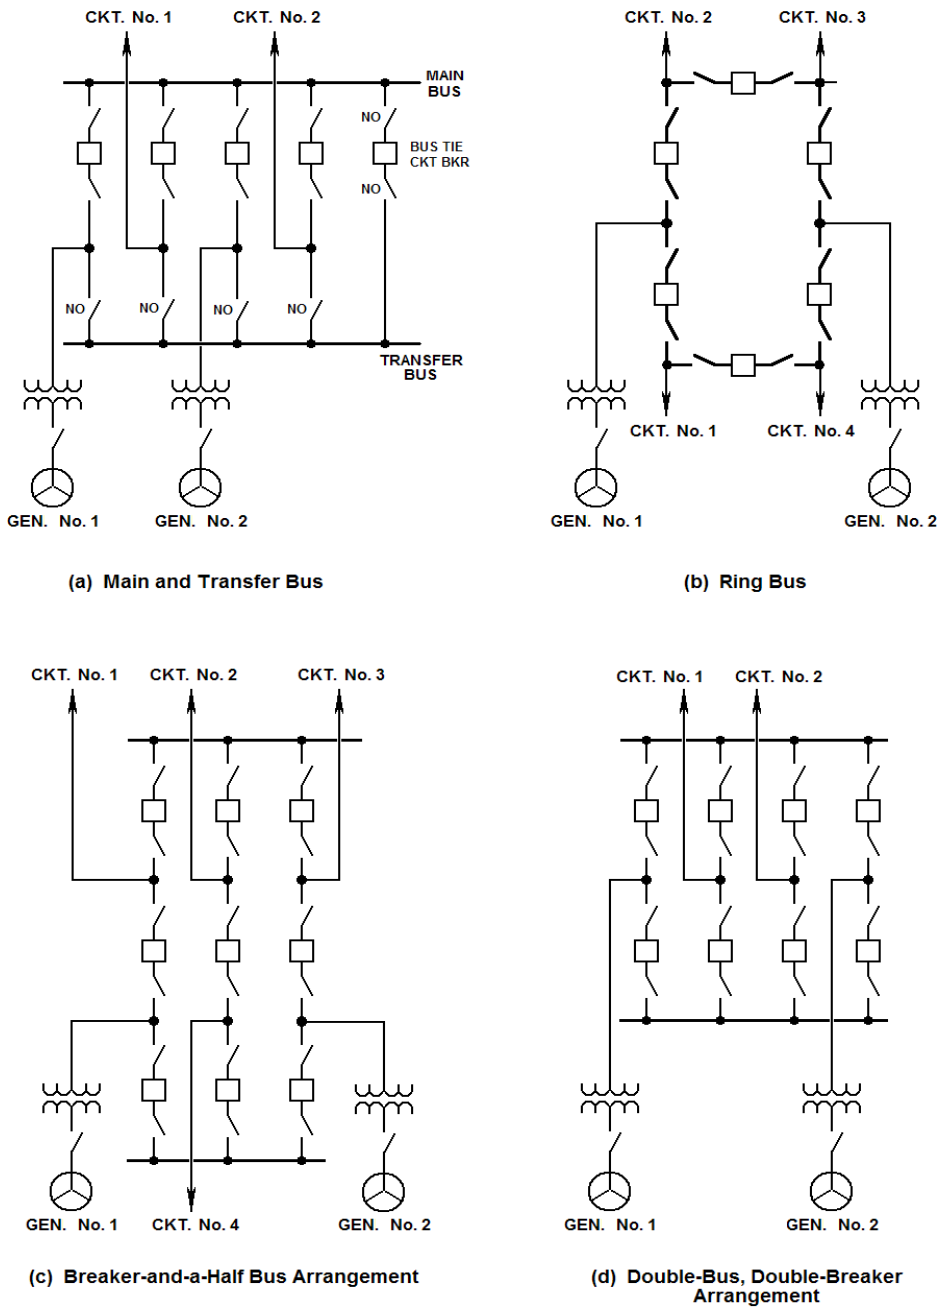 CKT. No. 1
CKT. No. 2
MAIN
BUS
NO
BUS TIE
CKT BKR
NO
NO
NO
NO
NO
TRANSFER
BUS
GEN. No. 1
GEN. No. 2
(a) Main and Transfer Bus
CKT. No. 2
CKT. No. 3
CKT. No. 1
CKT. No. 4
GEN. No. 1
GEN. No. 2
(b) Ring Bus
CKT. No. 1
CKT. No. 2
CKT. No. 3
GEN. No. 1
CKT. No. 4
GEN. No. 2
(c) Breaker-and-a-Half Bus Arrangement
CKT. No. 1
CKT. No. 2
GEN. No. 1
GEN. No. 2
(d) Double-Bus, Double-Breaker
Arrangement